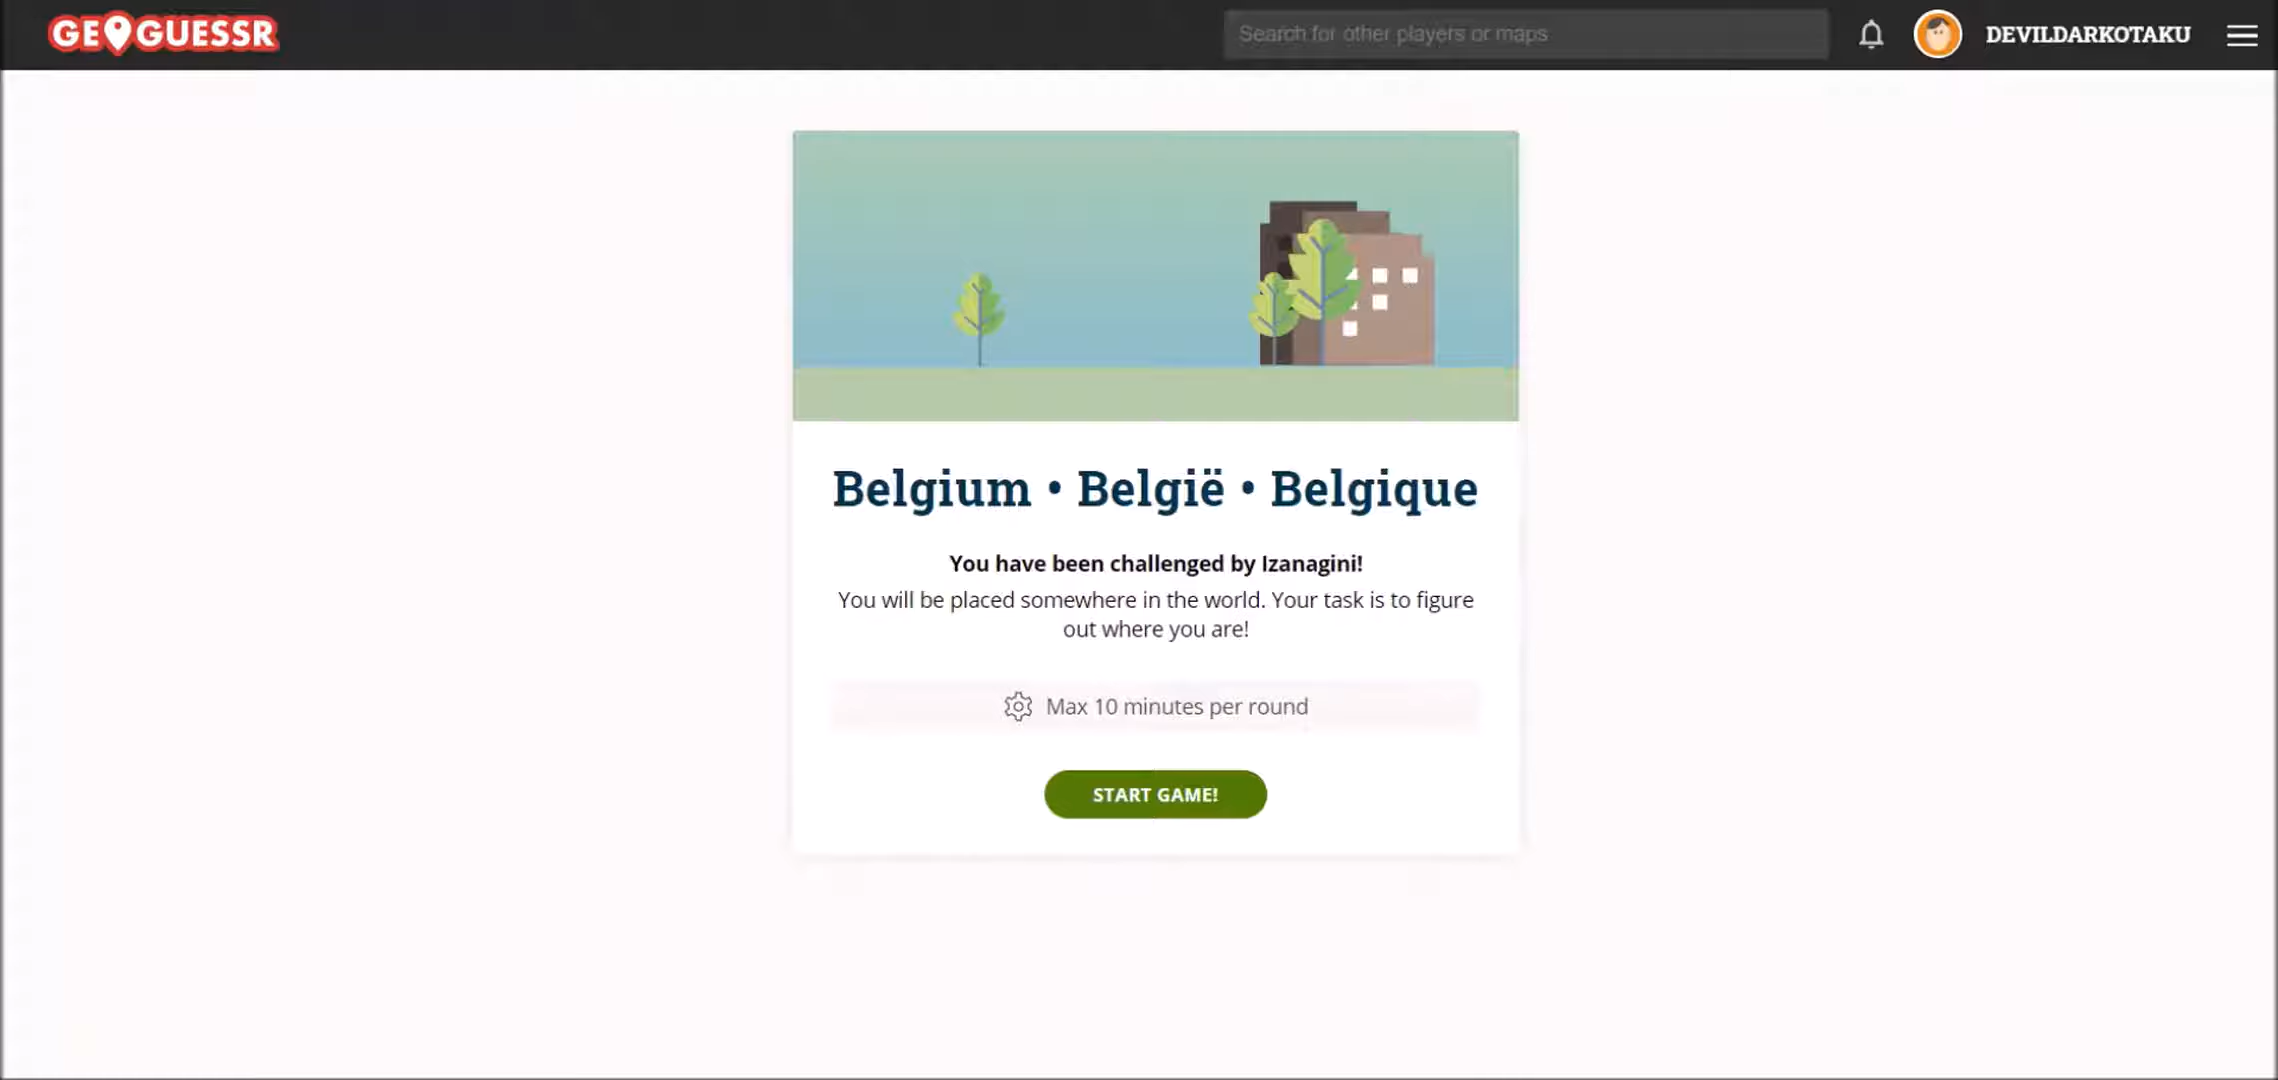 GEOGUESSR
Search for other players or maps
DEVILDARKOTAKU
Belgium • België • Belgique
You have been challenged by Izanagini!
You will be placed somewhere in the world. Your task is to figure
out where you are!
Max 10 minutes per round
START GAME!